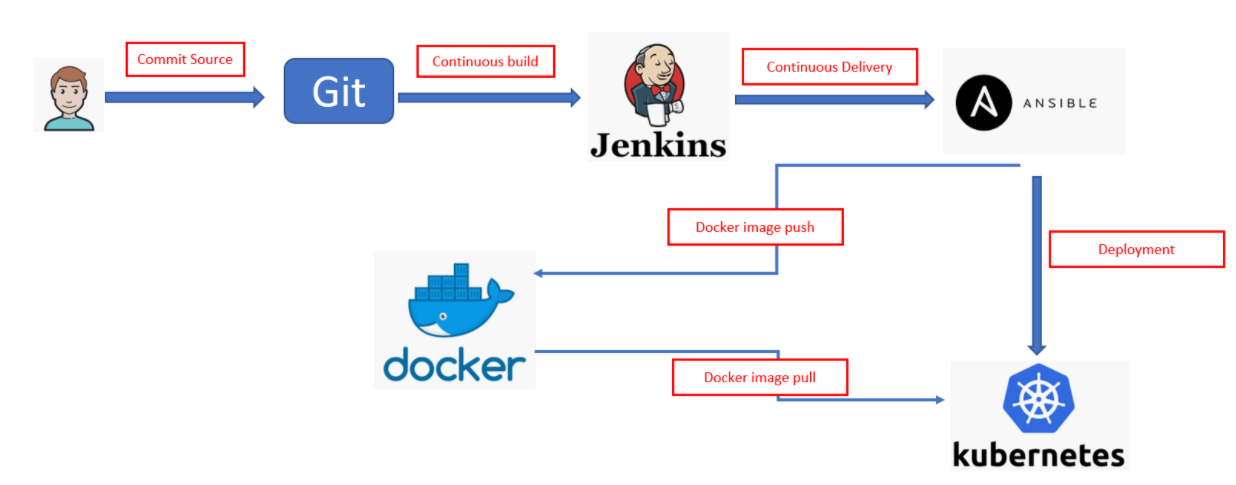 Commit Source
Git
Continuous build
Jenkins
Continuous Delivery
A ANSIBLE
Docker image push
Deployment
docker
Docker image pull
kubernetes